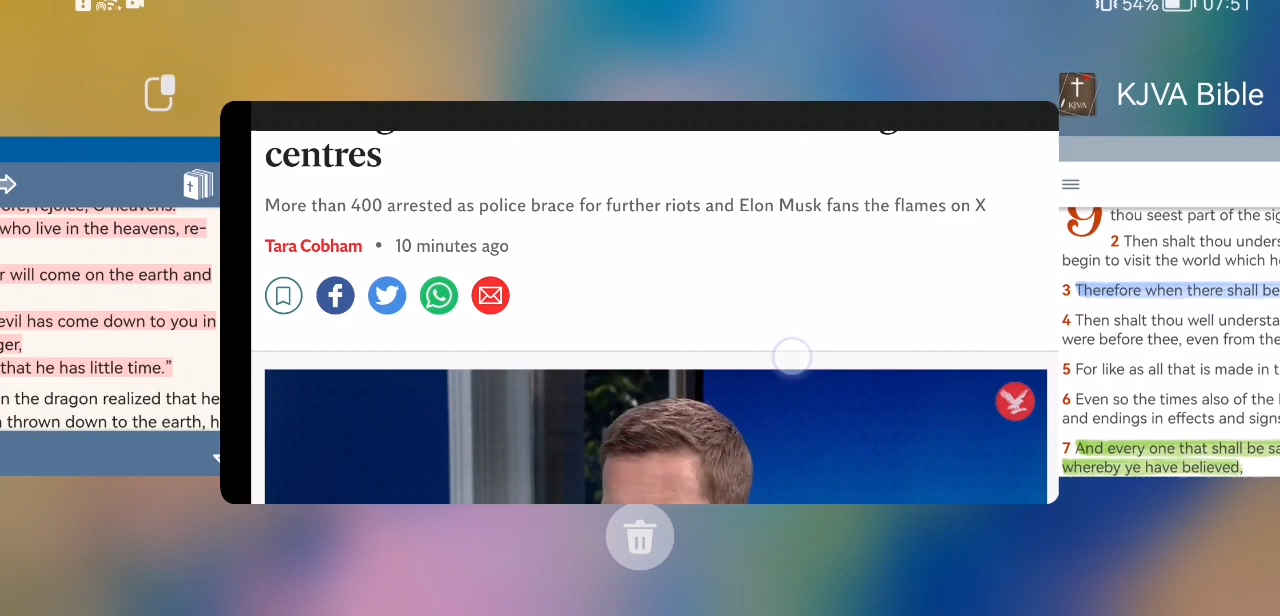 54% 07:51
KJVA Bible
KJVA
ore, rejoice, O heavens.
who live in the heavens, re-
r will come on the earth and
evil has come down to you in
ger,
that he has little time.”
n the dragon realized that he
thrown down to the earth, h
centres
More than 400 arrested as police brace for further riots and Elon Musk fans the flames on X
Tara Cobham • 10 minutes ago
9 thou seest part of the sig
2 Then shalt thou unders
begin to visit the world which he
3 Therefore when there shall be
4 Then shalt thou well understa
were before thee, even from the
5 For like as all that is made in t
6 Even so the times also of the
and endings in effects and signs
7 And every one that shall be sa
whereby ye have believed,